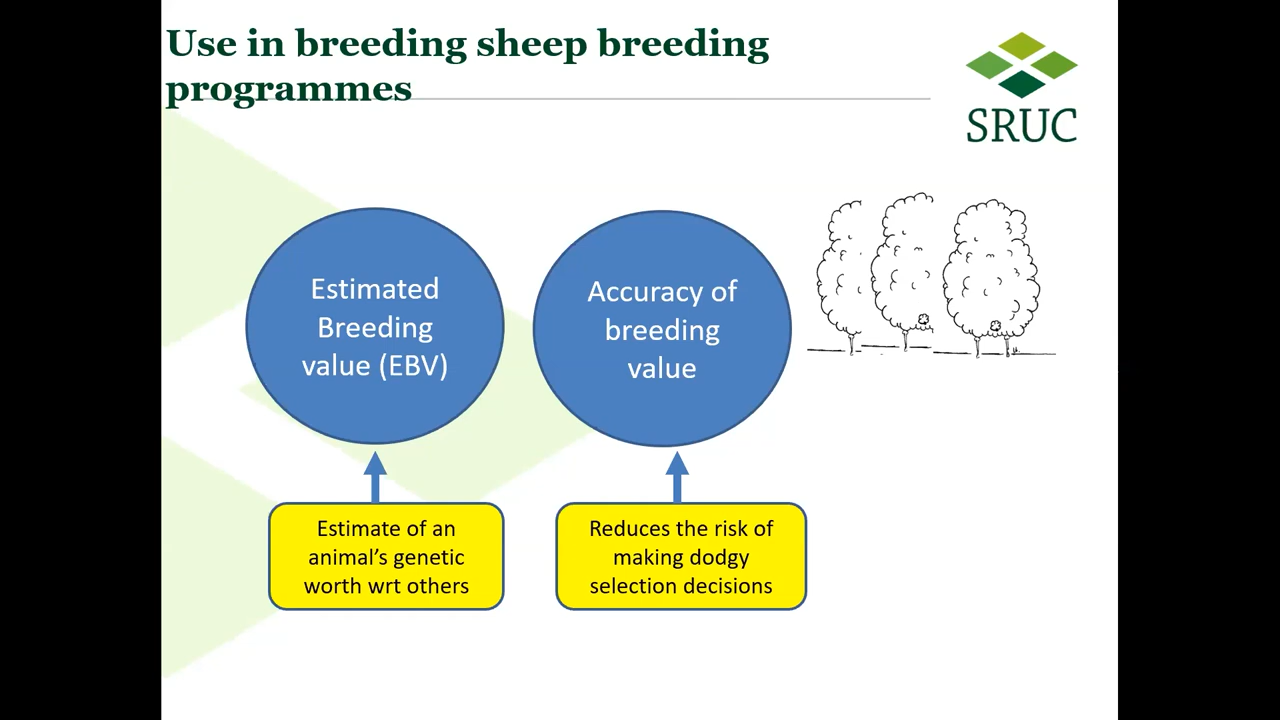 Use in breeding sheep breeding
programmes
SRUC
Estimated
Breeding
value (EBV)
Accuracy of
breeding
value
Estimate of an
animal’s genetic
worth wrt others
Reduces the risk of
making dodgy
selection decisions